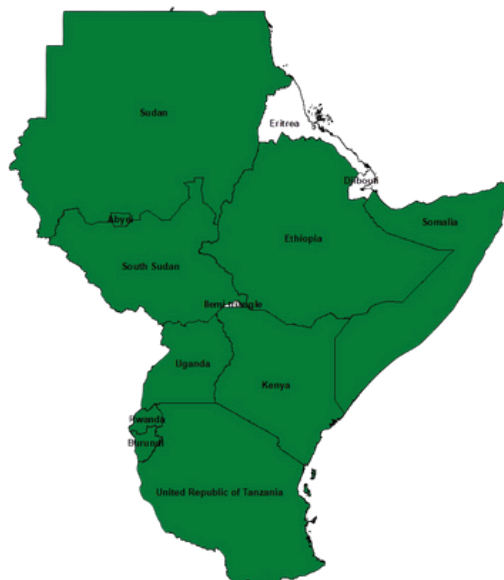 Sudan
Eritrea
Djibouti
Abyei
Somalia
Ethiopia
South Sudan
Ilemi triangle
Uganda
Kenya
Rwanda
Burundi
United Republic of Tanzania